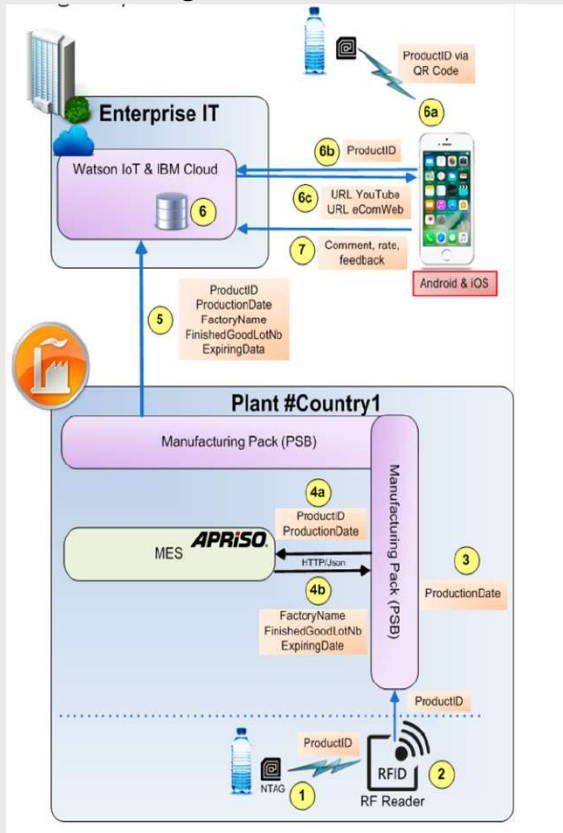 ProductID via
QR Code
6a
Enterprise IT
Watson IoT & IBM Cloud
6
6b
ProductID
6c
URL YouTube
URL eComWeb
7
Comment, rate,
feedback
Android & iOS
5
ProductID
ProductionDate
FactoryName
FinishedGoodLotNb
ExpiringData
Plant #Country1
Manufacturing Pack (PSB)
Manufacturing Pack (PSB)
4a
ProductID
ProductionDate
MES
APRiSO
HTTP/Json
4b
FactoryName
FinishedGoodLotNb
ExpiringDate
3
ProductionDate
ProductID
ProductID
NTAG
1
RFID
2
RF Reader